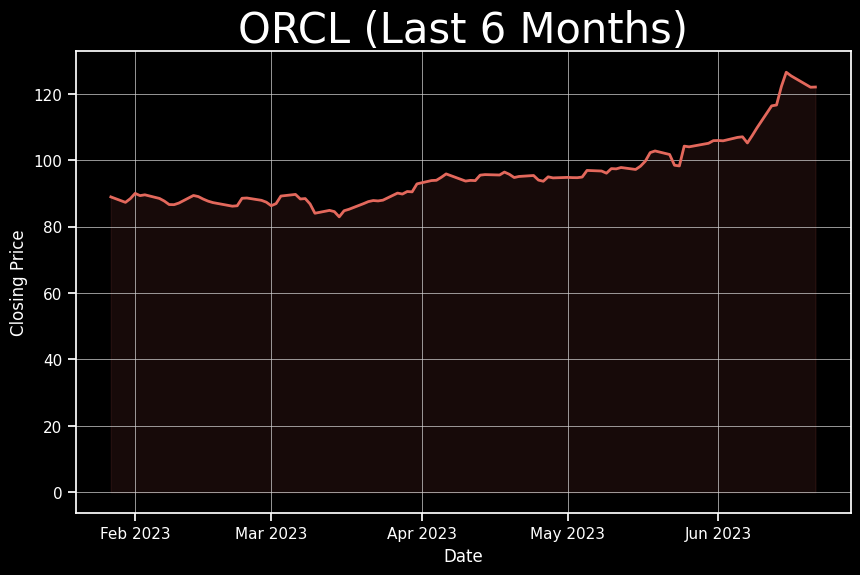 ORCL (Last 6 Months)
120
100
80
60
40
20
0
Closing Price
Feb 2023
Mar 2023
Apr 2023
May 2023
Jun 2023
Date